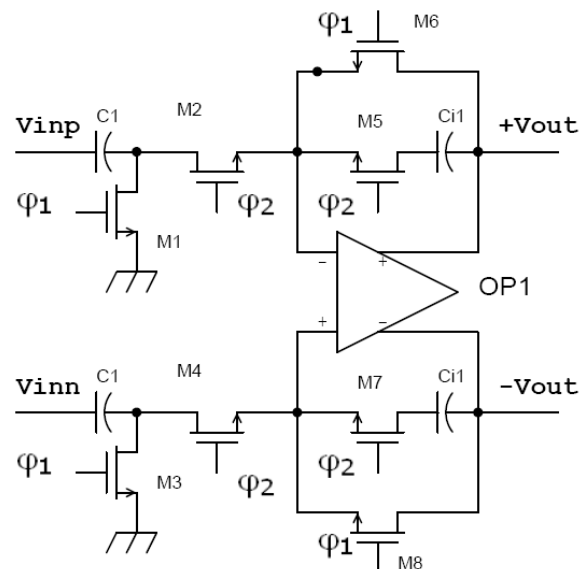 φ1 M6
C1 M2 M5 Ci1
Vinp +Vout
φ1 φ2 φ2
M1
− +
OP1
+ −
C1 M4 M7 Ci1
Vinn −Vout
φ1 M3 φ2 φ2
φ1 M8